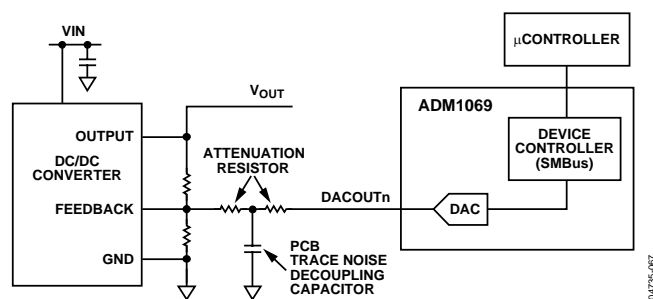 VIN
μCONTROLLER
VOUT
ADM1069
OUTPUT
DC/DC
CONVERTER
ATTENUATION
RESISTOR
DEVICE
CONTROLLER
(SMBus)
FEEDBACK
DACOUTn
DAC
GND
PCB
TRACE NOISE
DECOUPLING
CAPACITOR
04735-067